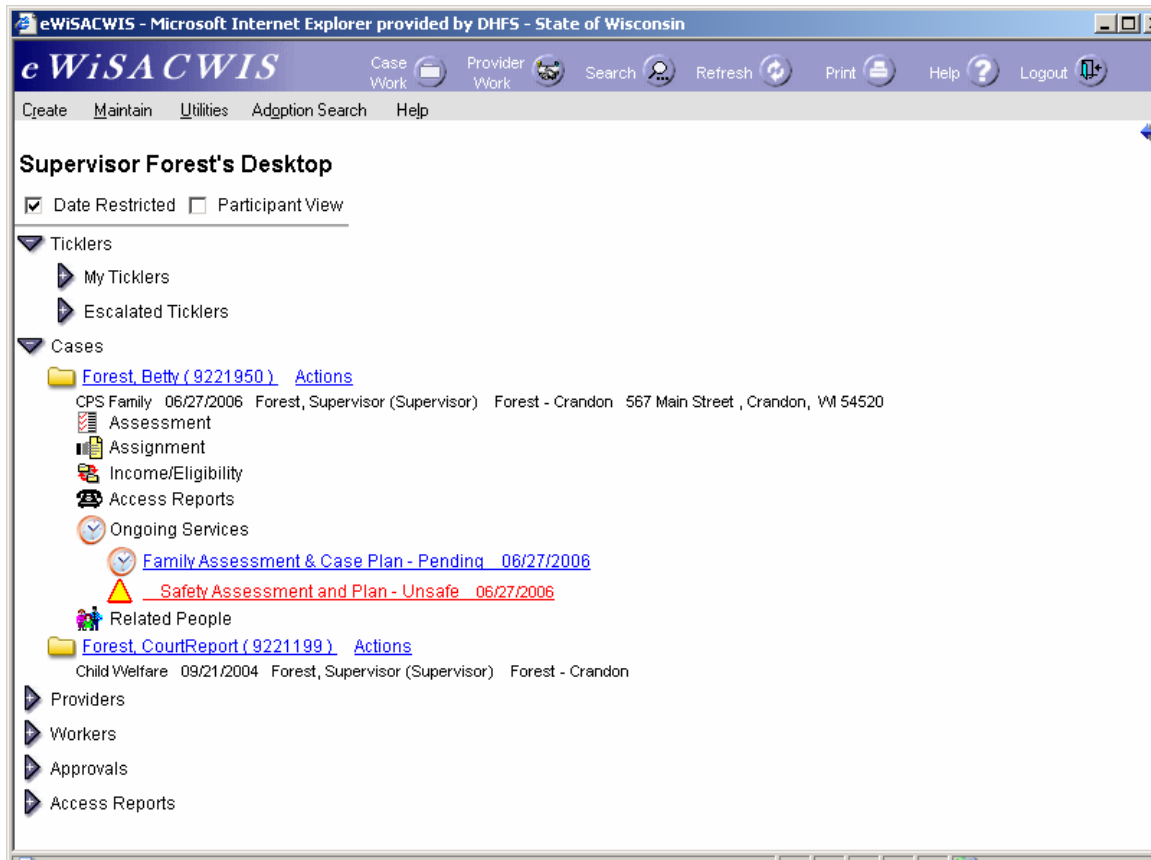 eWiSACWIS - Microsoft Internet Explorer provided by DHFS - State of Wisconsin
e WiSACWIS Case Work Provider Work Search Refresh Print Help Logout
Create Maintain Utilities Adoption Search Help
Supervisor Forest's Desktop
Date Restricted Participant View
Ticklers
My Ticklers
Escalated Ticklers
Cases
Forest, Betty ( 9221950 ) Actions
CPS Family 06/27/2006 Forest, Supervisor (Supervisor) Forest - Crandon 567 Main Street , Crandon, WI 54520
Assessment
Assignment
Income/Eligibility
Access Reports
Ongoing Services
Family Assessment & Case Plan - Pending 06/27/2006
Safety Assessment and Plan - Unsafe 06/27/2006
Related People
Forest, CourtReport ( 9221199 ) Actions
Child Welfare 09/21/2004 Forest, Supervisor (Supervisor) Forest - Crandon
Providers
Workers
Approvals
Access Reports